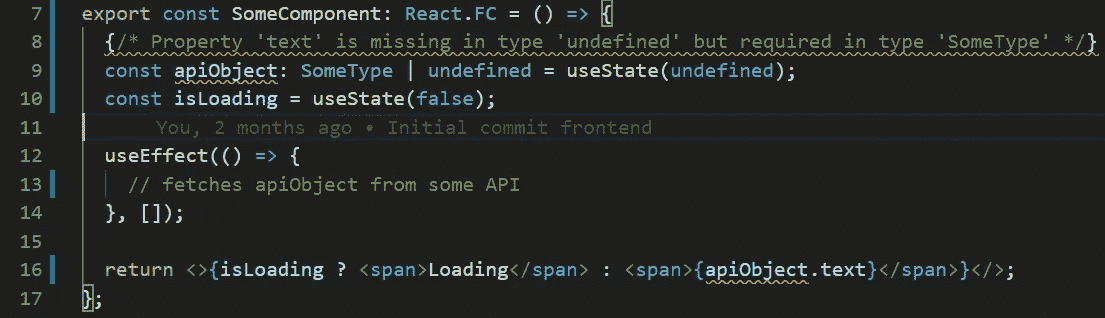 7 export const SomeComponent: React.FC = () => {
8 {/* Property 'text' is missing in type 'undefined' but required in type 'SomeType' */}
9 const apiObject: SomeType | undefined = useState(undefined);
10 const isLoading = useState(false);
11 You, 2 months ago • Initial commit frontend
12 useEffect(() => {
13 // fetches apiObject from some API
14 }, []);
15
16 return <>{isLoading ? <span>Loading</span> : <span>{apiObject.text}</span>}</>;
17 };